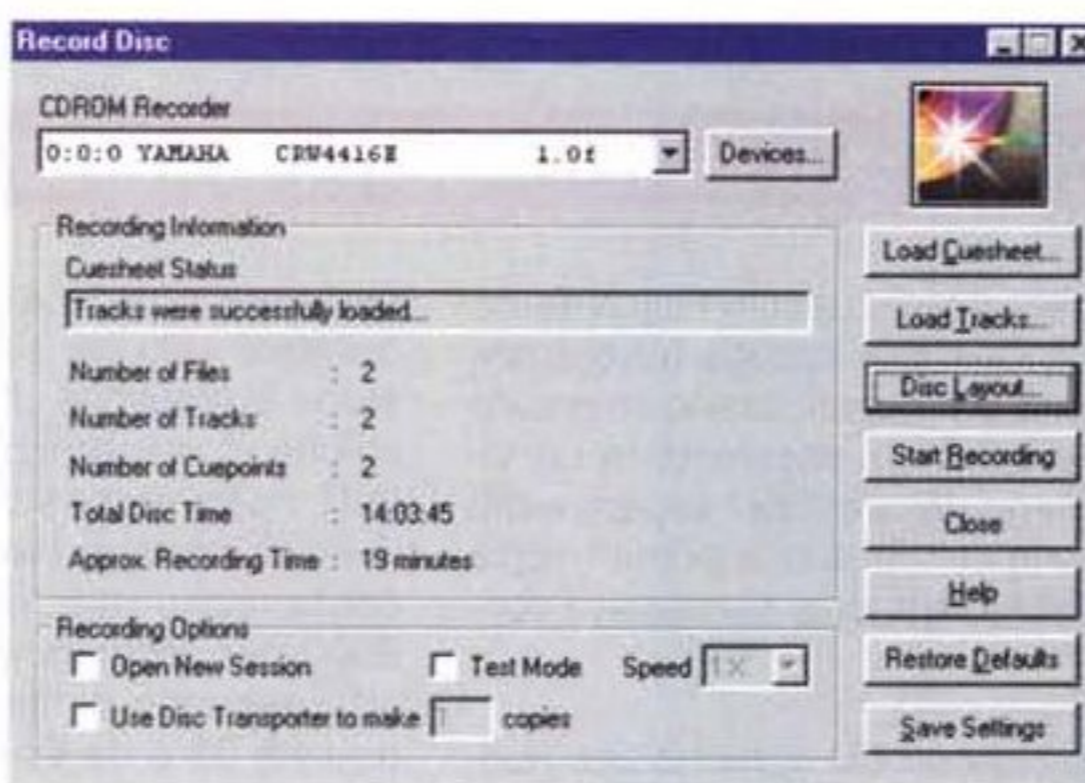 Record Disc
CDROM Recorder
0:0:0 YAMAHA CRW4416E 1.0f
Devices...
Recording Information
Cuesheet Status
Tracks were successfully loaded...
Number of Files : 2
Number of Tracks : 2
Number of Cuepoints : 2
Total Disc Time : 14:03:45
Approx. Recording Time : 19 minutes
Recording Options
Open New Session
Test Mode
Speed 1X
Use Disc Transporter to make 1 copies
Load Cuesheet...
Load Tracks...
Disc Layout...
Start Recording
Close
Help
Restore Defaults
Save Settings